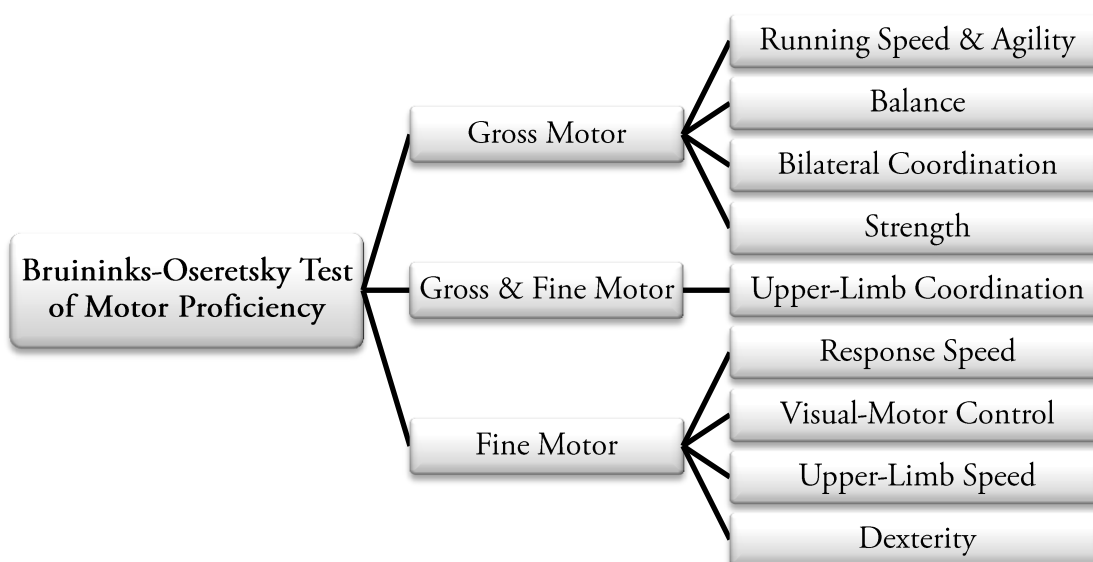 Bruininks-Oseretsky Test
of Motor Proficiency
Gross Motor
Running Speed & Agility
Balance
Bilateral Coordination
Strength
Gross & Fine Motor
Upper-Limb Coordination
Fine Motor
Response Speed
Visual-Motor Control
Upper-Limb Speed
Dexterity